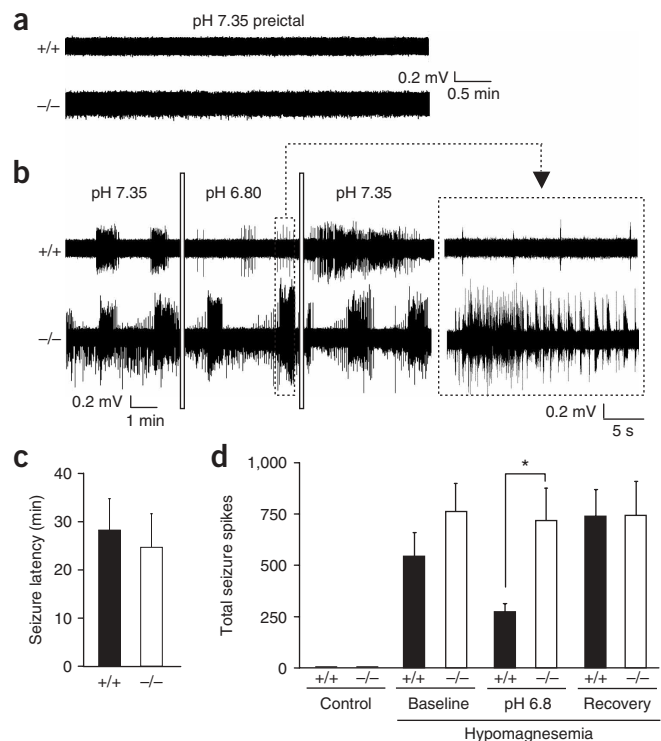 a
pH 7.35 preictal
+/+
0.2 mV
0.5 min
–/–
b
pH 7.35 pH 6.80 pH 7.35
+/+
–/–
0.2 mV
1 min
0.2 mV
5 s
c
Seizure latency (min)
40
30
20
10
0
+/+ –/–
d
Total seizure spikes
1,000
750
500
250
0
*
+/+ –/– +/+ –/– +/+ –/– +/+ –/–
Control Baseline pH 6.8 Recovery
Hypomagnesemia